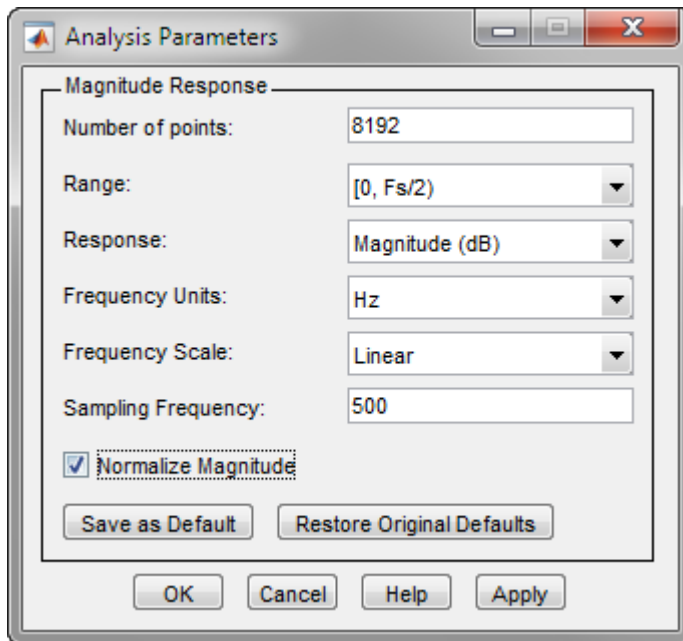 Analysis Parameters
Magnitude Response
Number of points: 8192
Range: [0, Fs/2)
Response: Magnitude (dB)
Frequency Units: Hz
Frequency Scale: Linear
Sampling Frequency: 500
Normalize Magnitude
Save as Default Restore Original Defaults
OK Cancel Help Apply